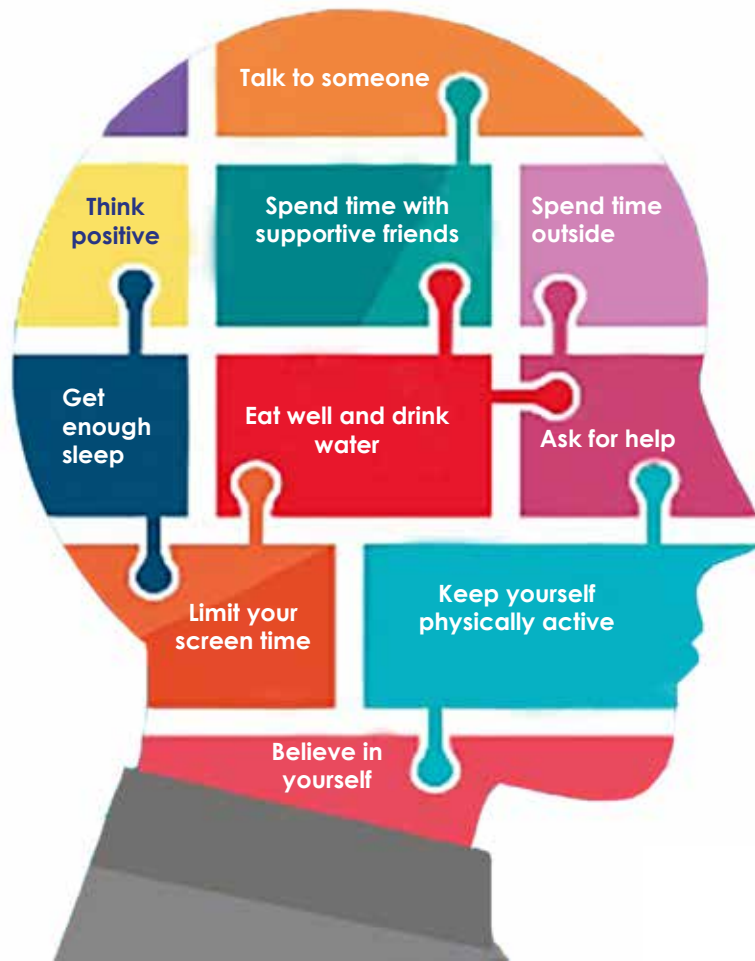 Talk to someone
Think
positive
Spend time with
supportive friends
Spend time
outside
Get
enough
sleep
Eat well and drink
water
Ask for help
Limit your
screen time
Keep yourself
physically active
Believe in
yourself